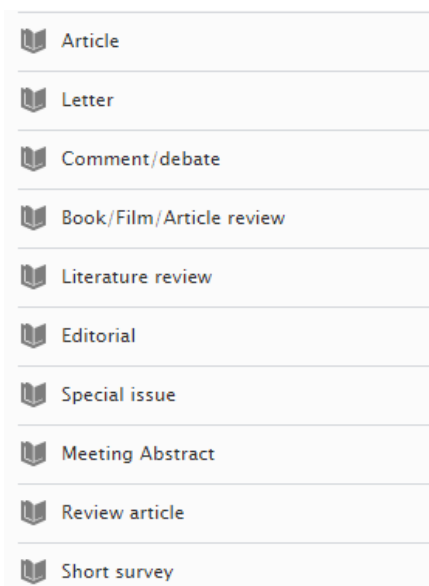 Article
Letter
Comment/debate
Book/Film/Article review
Literature review
Editorial
Special issue
Meeting Abstract
Review article
Short survey